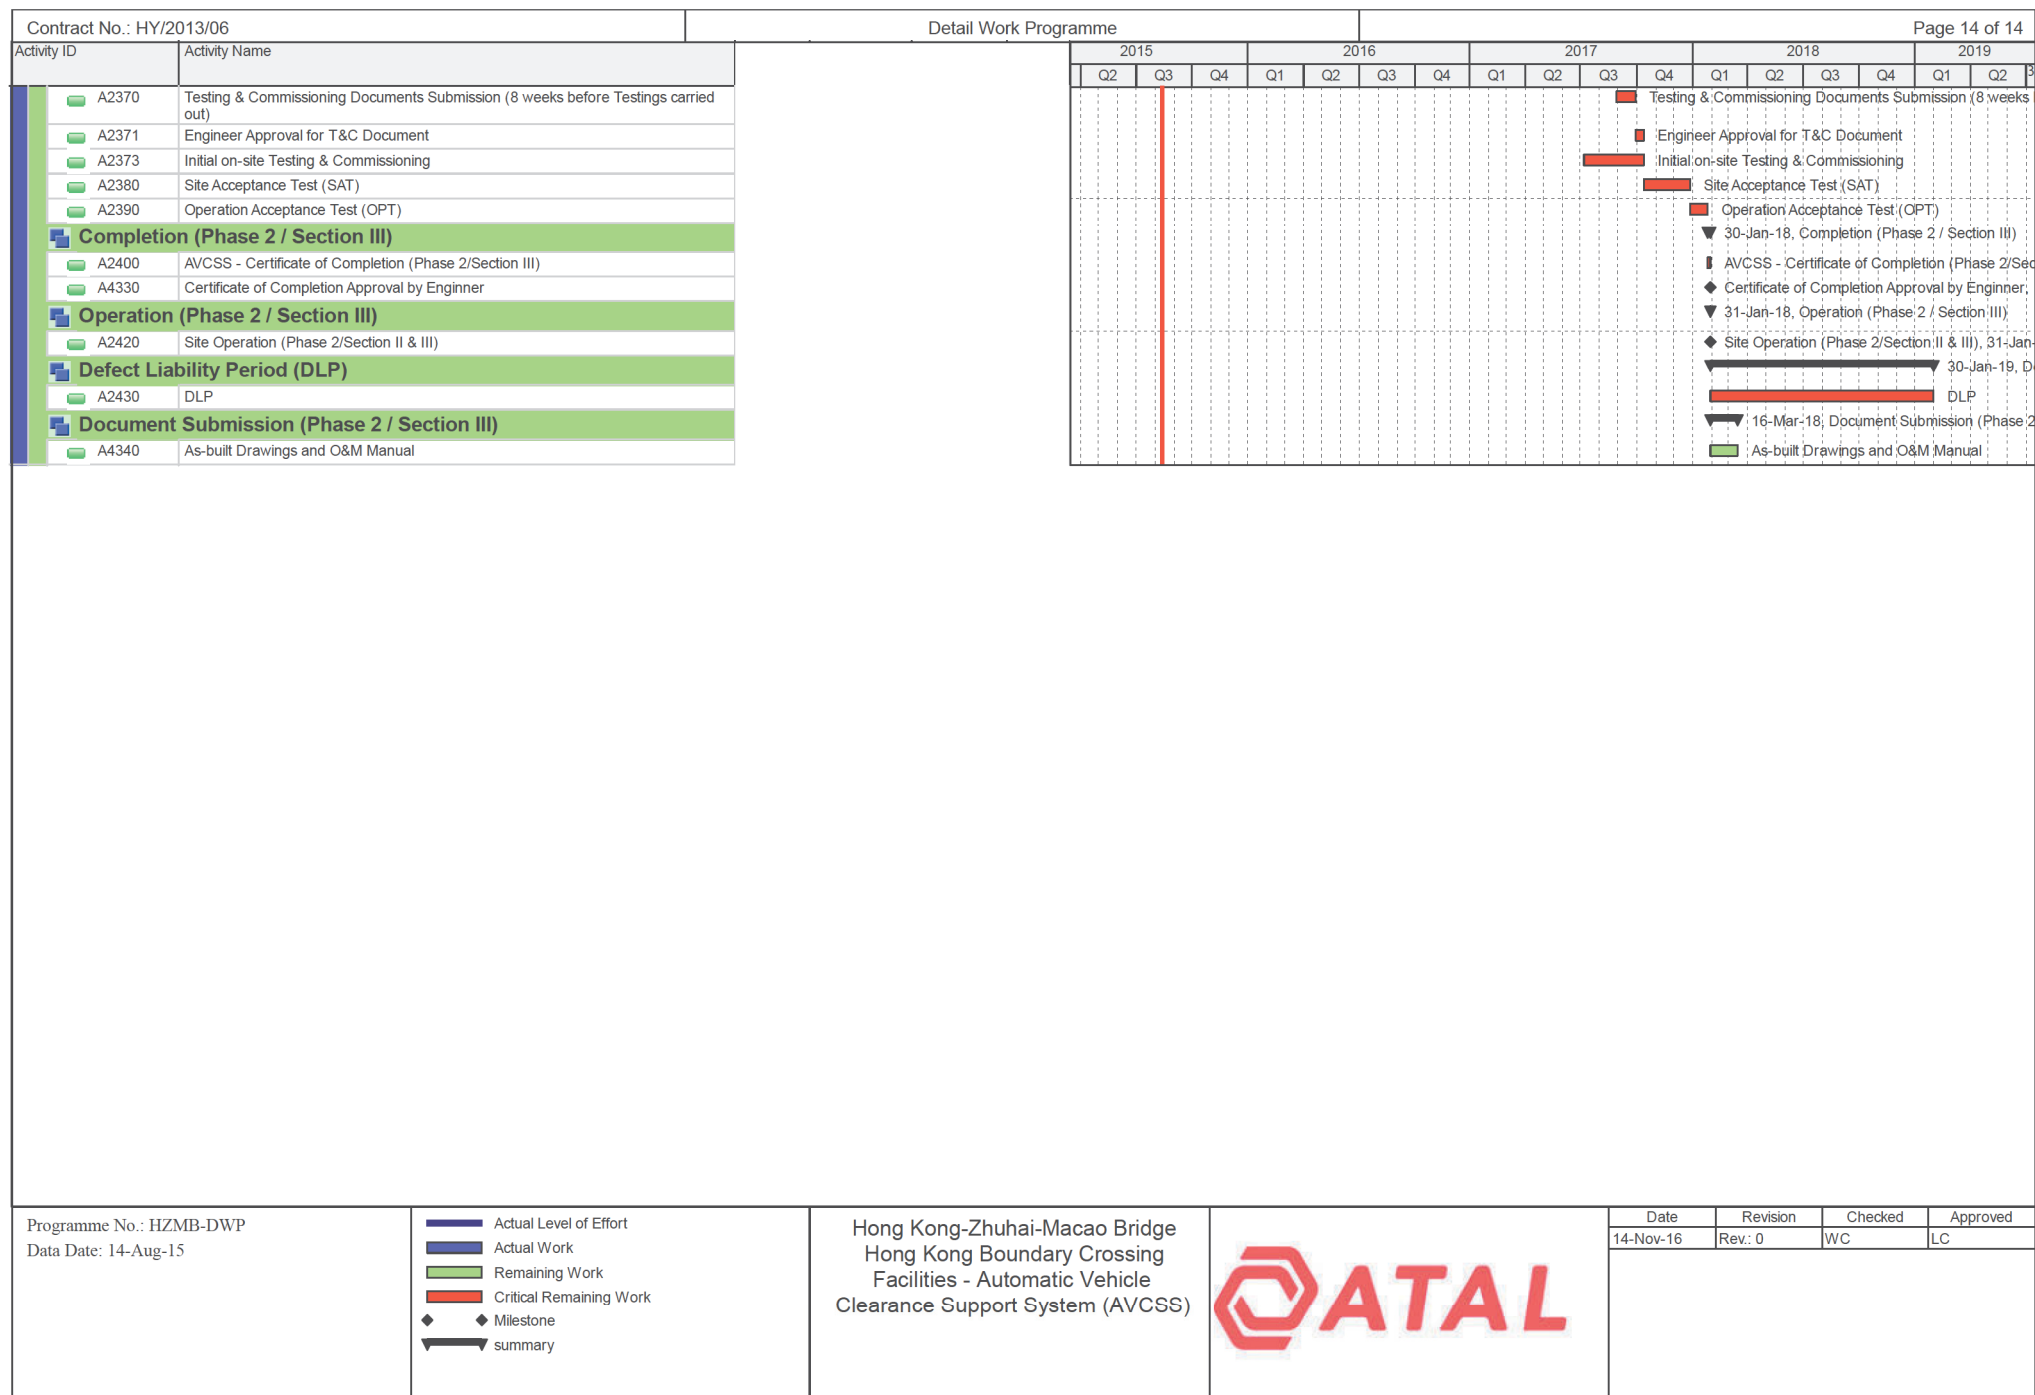 Contract No.: HY/2013/06
Detail Work Programme
Page 14 of 14
Activity ID
Activity Name
2015 2016 2017 2018 2019
Q2 Q3 Q4 Q1 Q2 Q3 Q4 Q1 Q2 Q3 Q4 Q1 Q2 Q3 Q4 Q1 Q2
A2370 Testing & Commissioning Documents Submission (8 weeks before Testings carried
out)
Testing & Commissioning Documents Submission (8 weeks
A2371 Engineer Approval for T&C Document
Engineer Approval for T&C Document
A2373 Initial on-site Testing & Commissioning
Initial on-site Testing & Commissioning
A2380 Site Acceptance Test (SAT)
Site Acceptance Test (SAT)
A2390 Operation Acceptance Test (OPT)
Operation Acceptance Test (OPT)
Completion (Phase 2 / Section III)
30-Jan-18, Completion (Phase 2 / Section III)
A2400 AVCSS - Certificate of Completion (Phase 2/Section III)
AVCSS - Certificate of Completion (Phase 2/Sec
A4330 Certificate of Completion Approval by Enginner
Certificate of Completion Approval by Enginner,
Operation (Phase 2 / Section III)
31-Jan-18, Operation (Phase 2 / Section III)
A2420 Site Operation (Phase 2/Section II & III)
Site Operation (Phase 2/Section II & III), 31-Jan-
Defect Liability Period (DLP)
30-Jan-19, D
A2430 DLP
DLP
Document Submission (Phase 2 / Section III)
16-Mar-18, Document Submission (Phase 2
A4340 As-built Drawings and O&M Manual
As-built Drawings and O&M Manual
Programme No.: HZMB-DWP
Data Date: 14-Aug-15
Actual Level of Effort
Actual Work
Remaining Work
Critical Remaining Work
Milestone
summary
Hong Kong-Zhuhai-Macao Bridge
Hong Kong Boundary Crossing
Facilities - Automatic Vehicle
Clearance Support System (AVCSS)
ATAL
Date Revision Checked Approved
14-Nov-16 Rev.: 0 WC LC